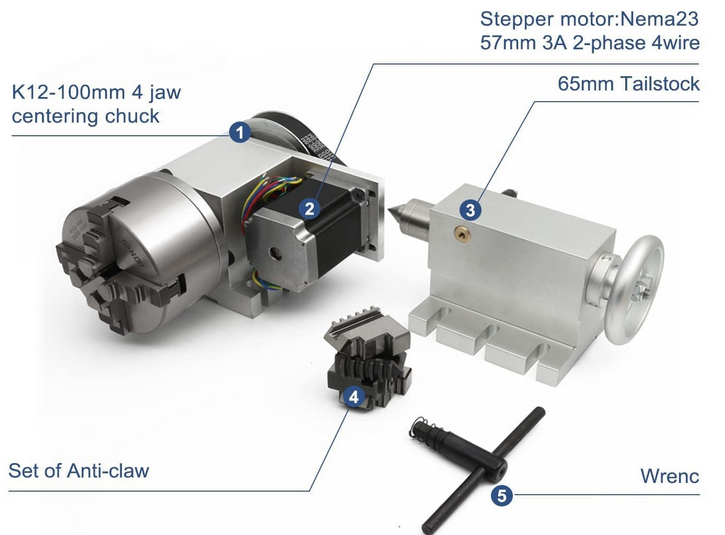 Stepper motor:Nema23
57mm 3A 2-phase 4wire
65mm Tailstock
K12-100mm 4 jaw
centering chuck
1
2
3
4
5
Set of Anti-claw
Wrenc